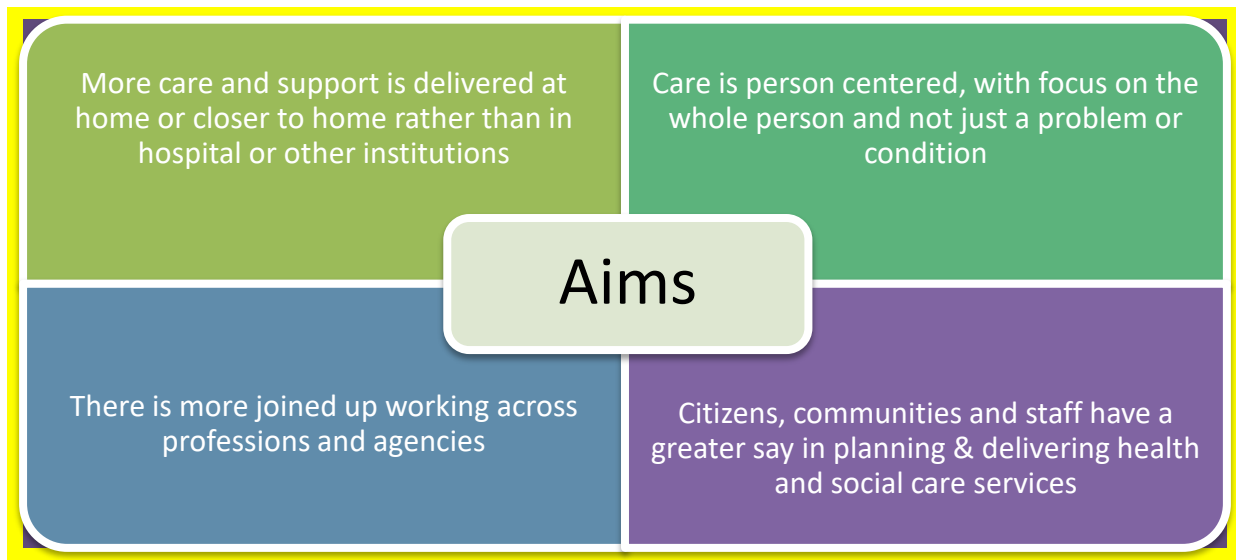 More care and support is delivered at
home or closer to home rather than in
hospital or other institutions
Care is person centered, with focus on the
whole person and not just a problem or
condition
Aims
There is more joined up working across
professions and agencies
Citizens, communities and staff have a
greater say in planning & delivering health
and social care services